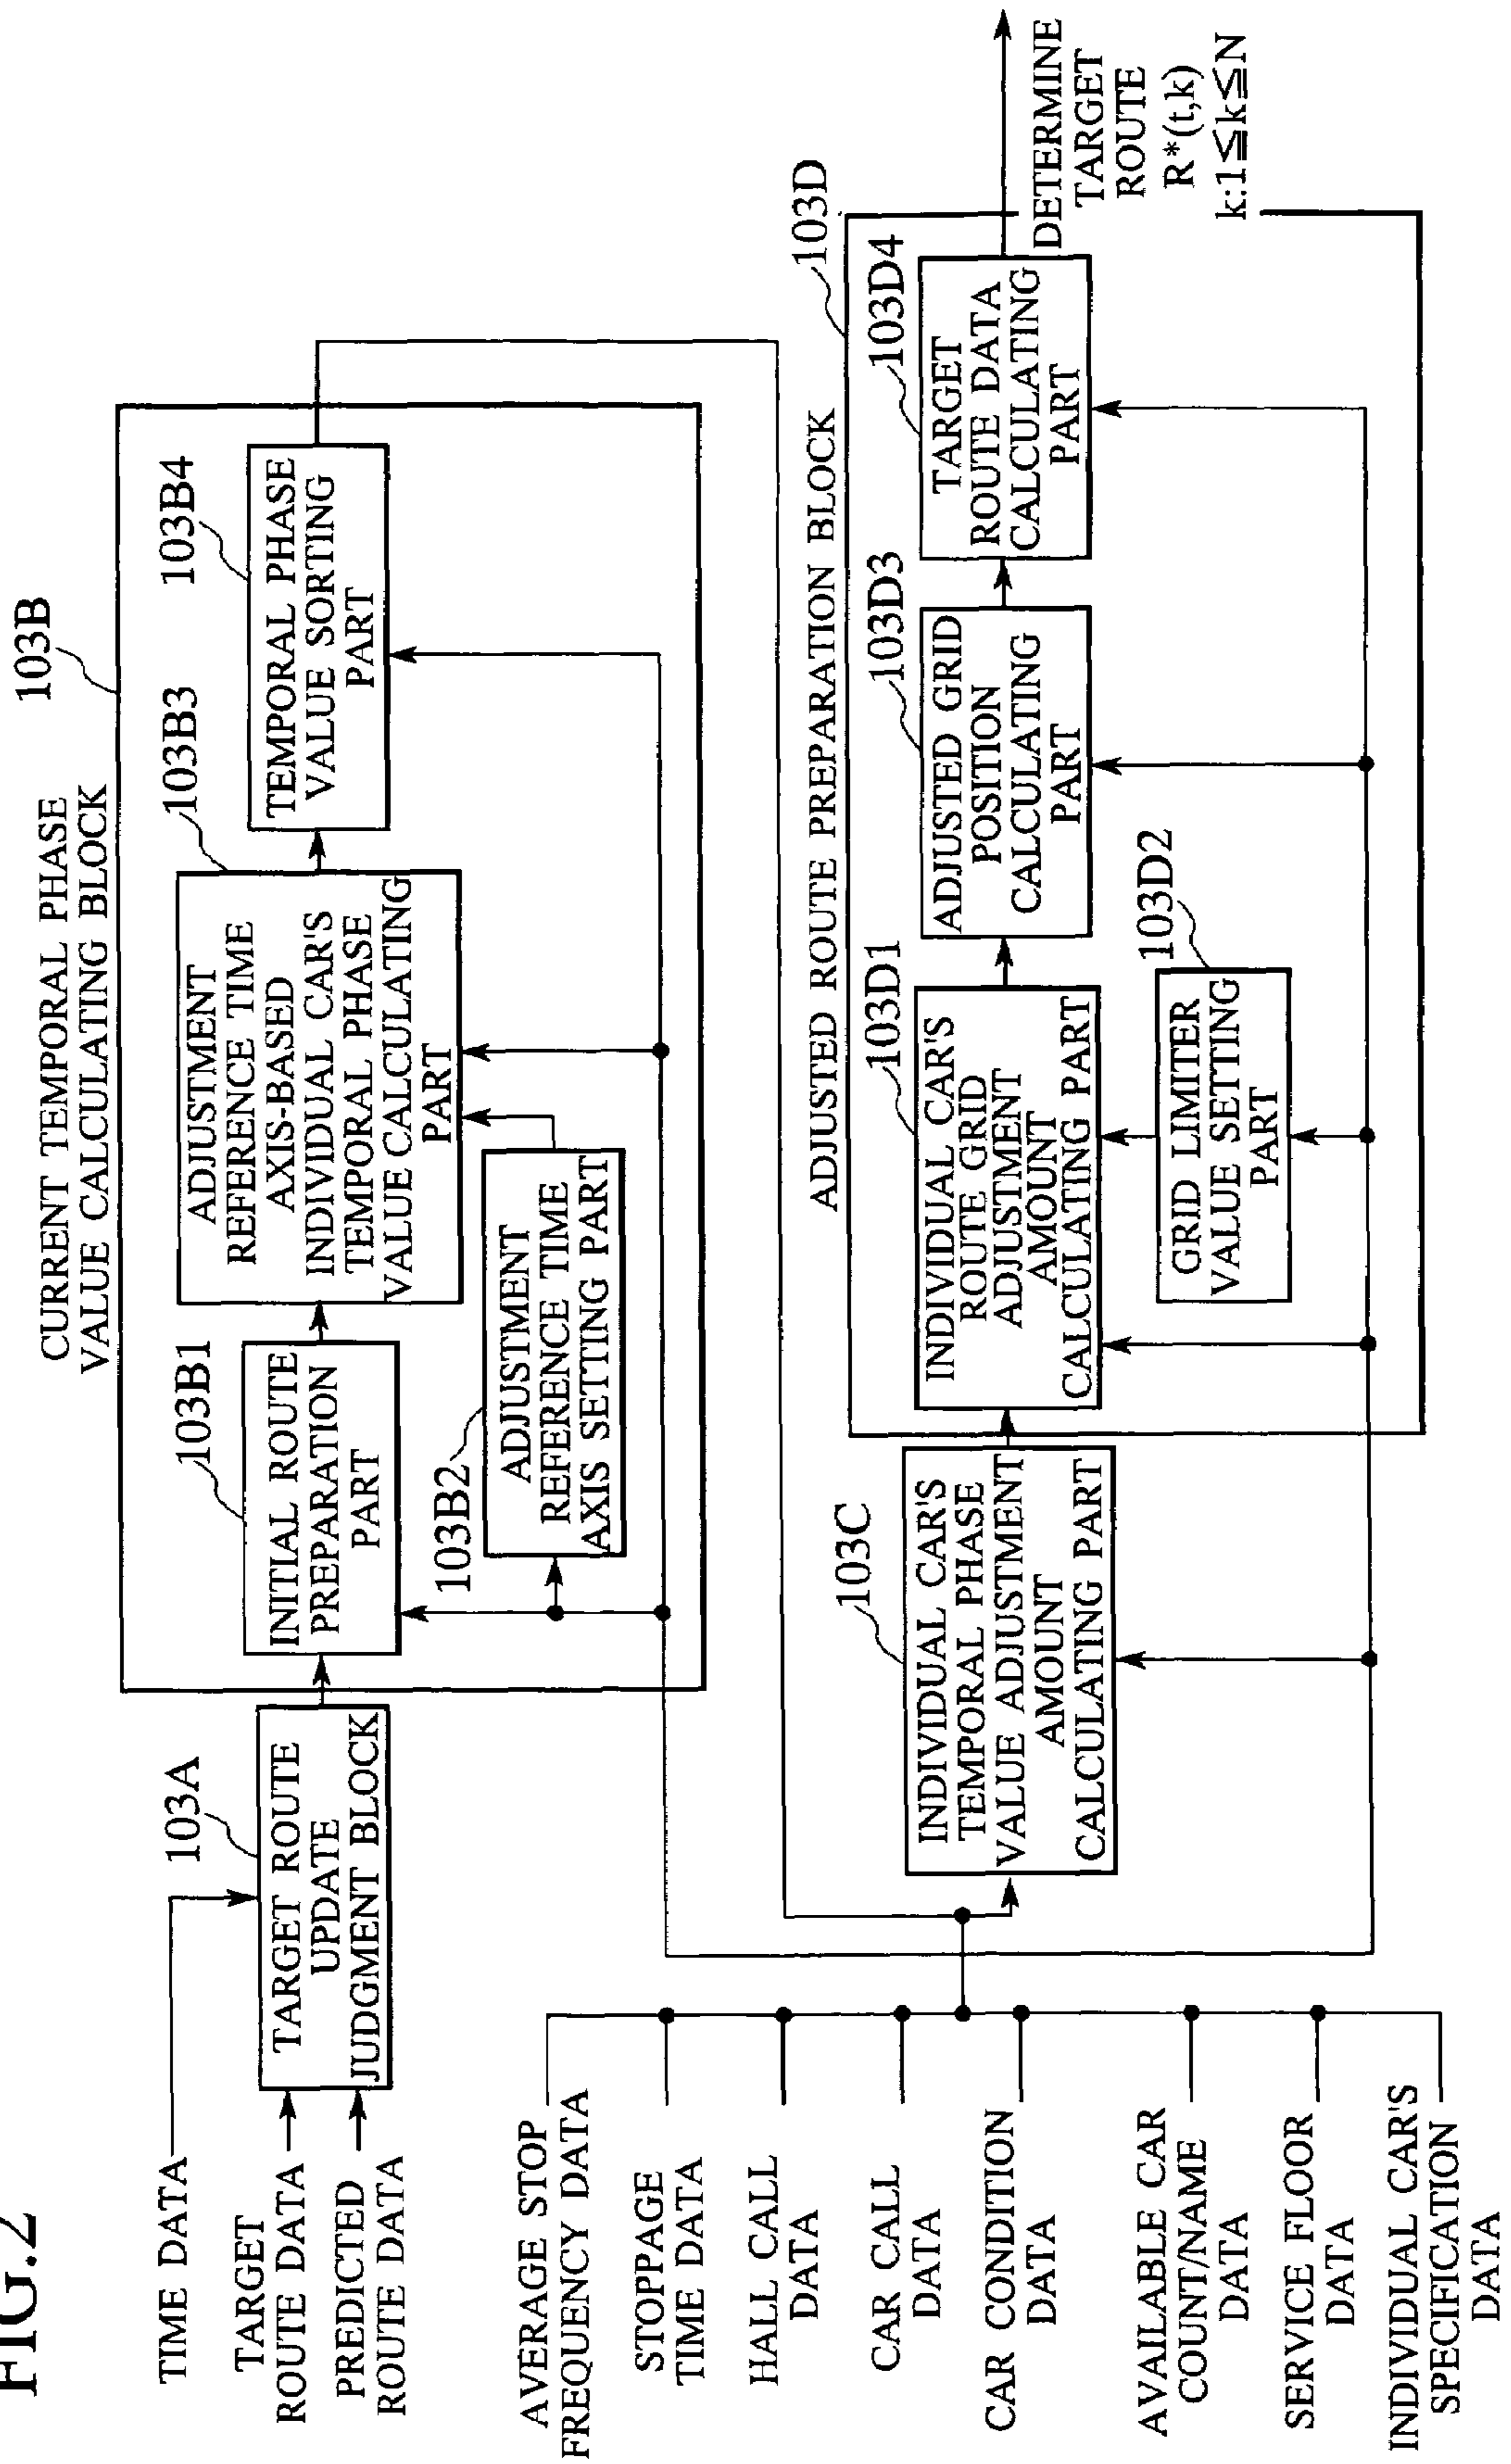 FIG.2
TIME DATA
TARGET
ROUTE DATA
PREDICTED
ROUTE DATA
103A
TARGET ROUTE
UPDATE
JUDGMENT BLOCK
CURRENT TEMPORAL PHASE
VALUE CALCULATING BLOCK
103B
103B1
INITIAL ROUTE
PREPARATION
PART
103B2
ADJUSTMENT
REFERENCE TIME
AXIS SETTING PART
103B3
ADJUSTMENT
REFERENCE TIME
AXIS-BASED
INDIVIDUAL CAR'S
TEMPORAL PHASE
VALUE CALCULATING
PART
103B4
TEMPORAL PHASE
VALUE SORTING
PART
AVERAGE STOP
FREQUENCY DATA
STOPPAGE
TIME DATA
HALL CALL
DATA
CAR CALL
DATA
CAR CONDITION
DATA
AVAILABLE CAR
COUNT/NAME
DATA
SERVICE FLOOR
DATA
INDIVIDUAL CAR'S
SPECIFICATION
DATA
103C
INDIVIDUAL CAR'S
TEMPORAL PHASE
VALUE ADJUSTMENT
AMOUNT
CALCULATING PART
ADJUSTED ROUTE PREPARATION BLOCK
103D
103D1
INDIVIDUAL CAR'S
ROUTE GRID
ADJUSTMENT
AMOUNT
CALCULATING PART
103D2
GRID LIMITER
VALUE SETTING
PART
103D3
ADJUSTED GRID
POSITION
CALCULATING
PART
103D4
TARGET
ROUTE DATA
CALCULATING
PART
DETERMINE
TARGET
ROUTE
R*(t,k)
k:1≦k≦N